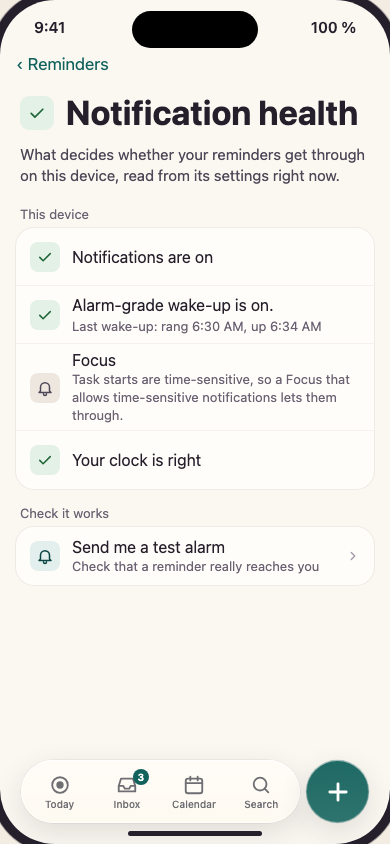 9:41
100 %
‹ Reminders
Notification health
What decides whether your reminders get through
on this device, read from its settings right now.
This device
Notifications are on
Alarm-grade wake-up is on.
Last wake-up: rang 6:30 AM, up 6:34 AM
Focus
Task starts are time-sensitive, so a Focus that
allows time-sensitive notifications lets them
through.
Your clock is right
Check it works
Send me a test alarm
Check that a reminder really reaches you
3
Today
Inbox
Calendar
Search